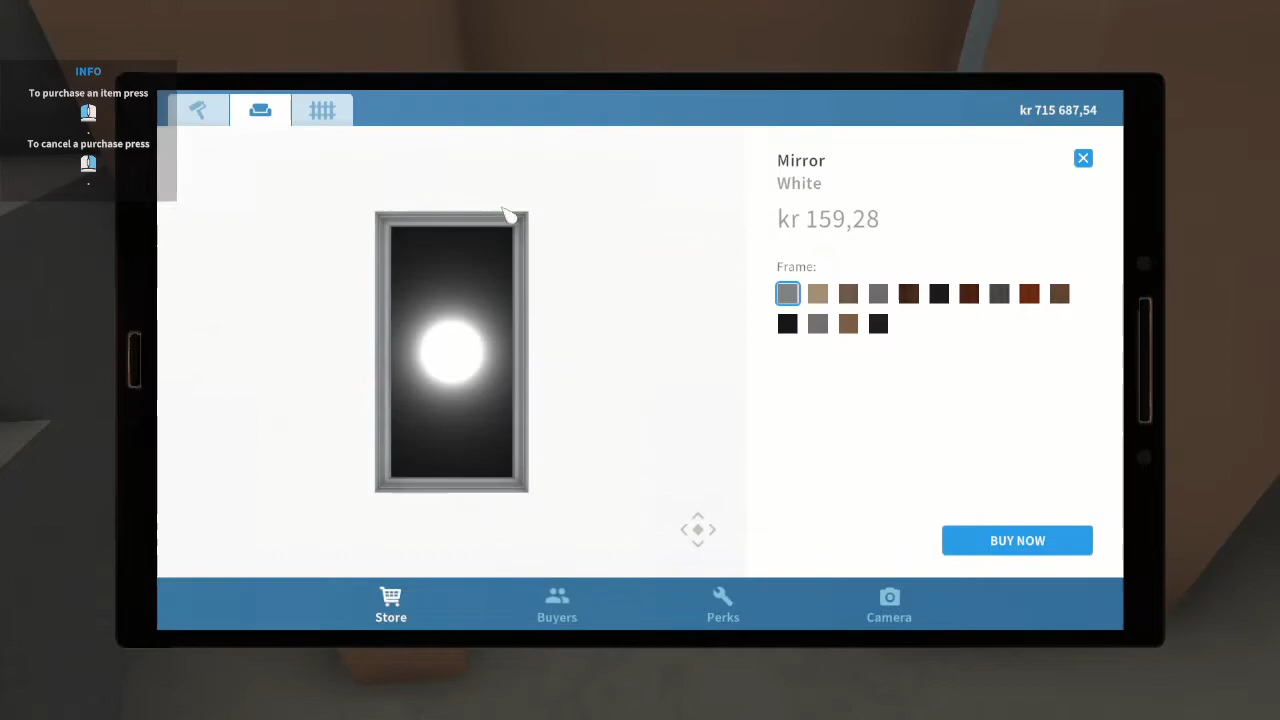 INFO
To purchase an item press
.
To cancel a purchase press
.
kr 715 687,54
Mirror
White
kr 159,28
Frame:
BUY NOW
Store
Buyers
Perks
Camera